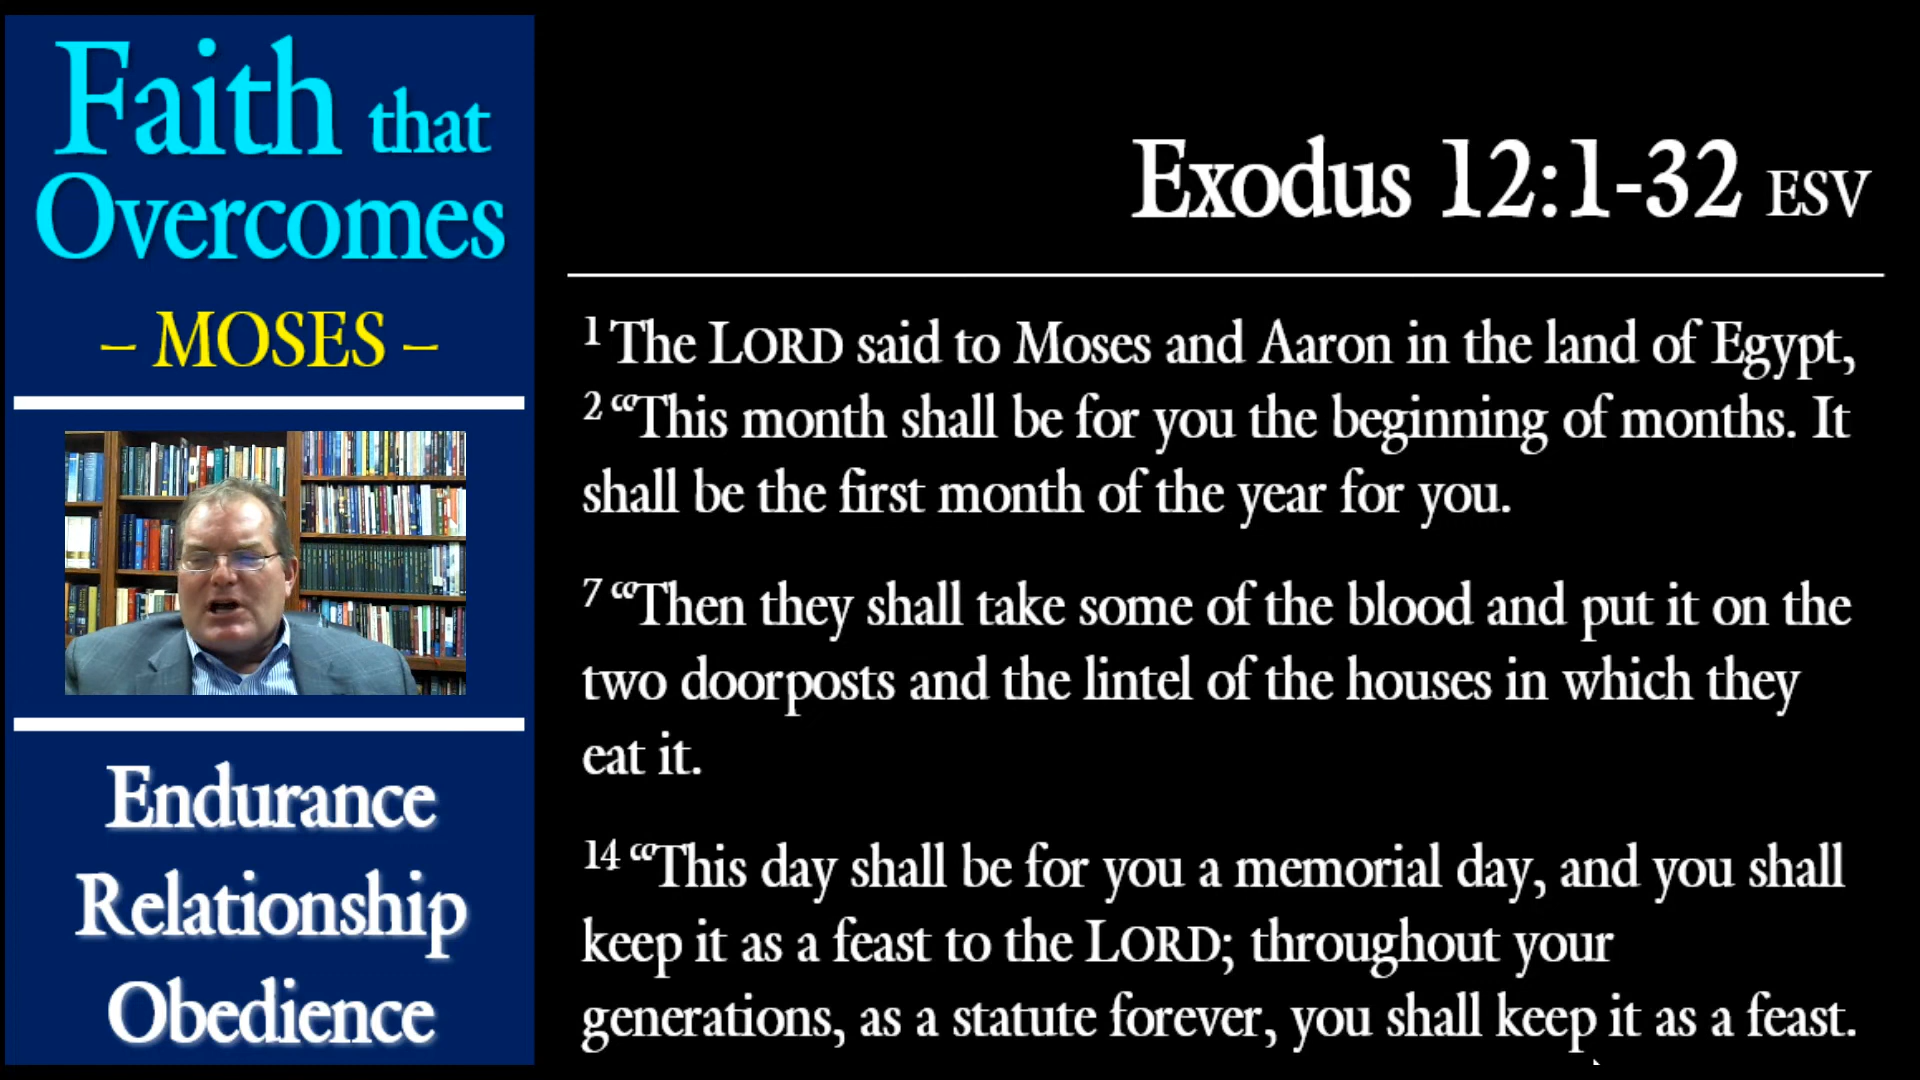 Faith that
Overcomes
– MOSES –
Endurance
Relationship
Obedience
Exodus 12:1-32 ESV
1 The LORD said to Moses and Aaron in the land of Egypt,
2 “This month shall be for you the beginning of months. It
shall be the first month of the year for you.
7 “Then they shall take some of the blood and put it on the
two doorposts and the lintel of the houses in which they
eat it.
14 “This day shall be for you a memorial day, and you shall
keep it as a feast to the LORD; throughout your
generations, as a statute forever, you shall keep it as a feast.